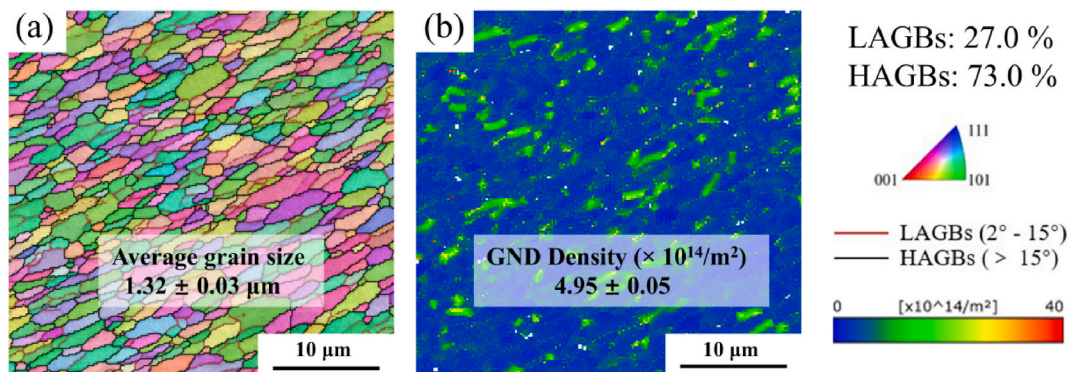 (a)
Average grain size
1.32 ± 0.03 μm
10 μm
(b)
GND Density (× 10¹⁴/m²)
4.95 ± 0.05
10 μm
LAGBs: 27.0 %
HAGBs: 73.0 %
111
001
101
LAGBs (2° - 15°)
HAGBs ( > 15°)
0 [x10^14/m²] 40